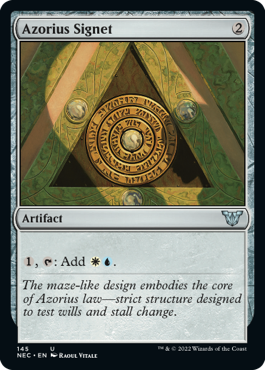 Azorius Signet 2
Artifact
1, T: Add WU.
The maze-like design embodies the core
of Azorius law—strict structure designed
to test wills and stall change.
145 U
NEC • EN Raoul Vitale ™ & © 2022 Wizards of the Coast